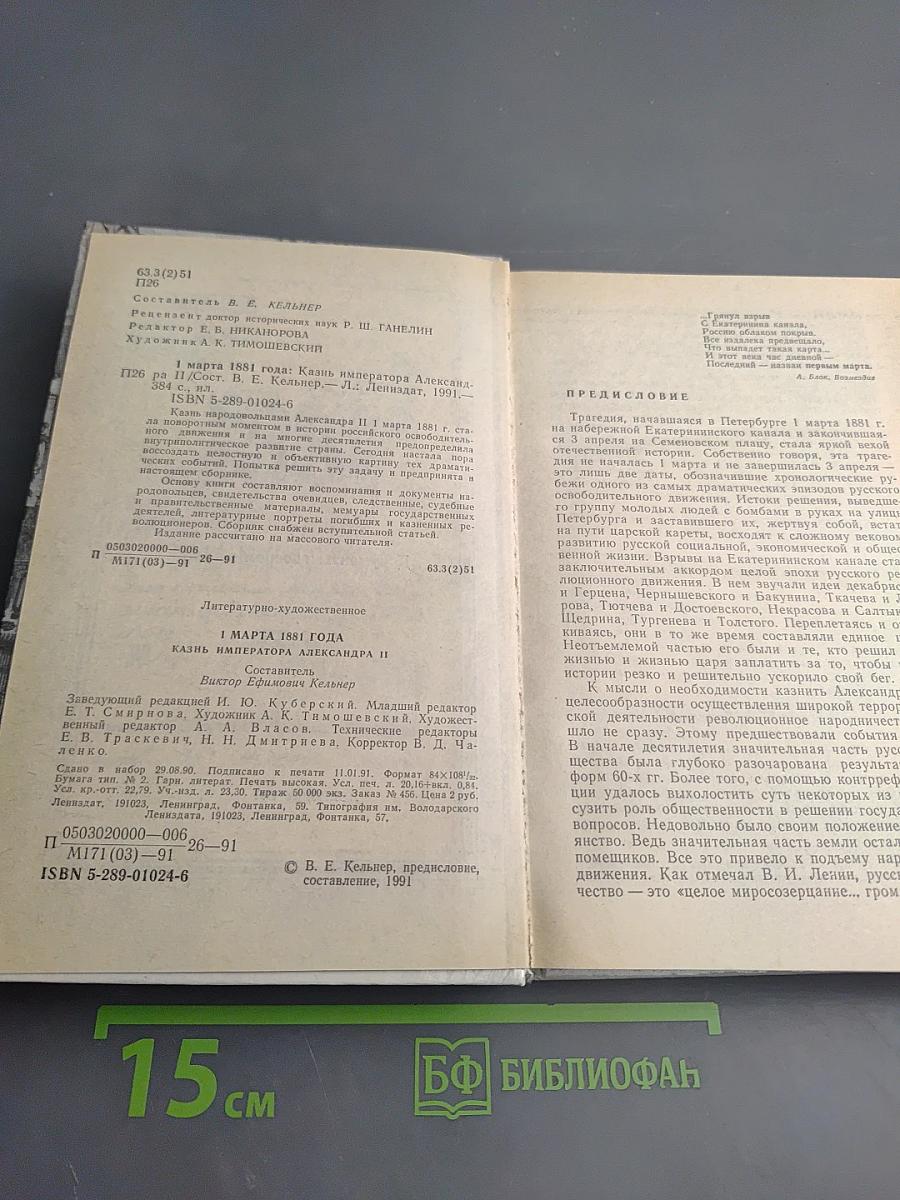 63.3(2)51
П26
Составитель В. Е. КЕЛЬНЕР
Рецензент доктор исторических наук Р. Ш. ГАНЕЛИН
Редактор Е. Б. НИКАНОРОВА
Художник А. К. ТИМОШЕВСКИЙ
1 марта 1881 года: Казнь императора Александ-
П26 ра II/Сост. В. Е. Кельнер.— Л.: Лениздат, 1991.—
384 с., ил.
ISBN 5-289-01024-6
Казнь народовольцами Александра II 1 марта 1881 г. ста-
ла поворотным моментом в истории российского освободитель-
ного движения и на многие десятилетия предопределила
внутриполитическое развитие страны. Сегодня настала пора
воссоздать целостную и объективную картину тех драмати-
ческих событий. Попытка решить эту задачу и предпринята в
настоящем сборнике.
Основу книги составляют воспоминания и документы на-
родовольцев, свидетельства очевидцев, следственные, судебные
и правительственные материалы, мемуары государственных
деятелей, литературные портреты погибших и казненных ре-
волюционеров. Сборник снабжен вступительной статьей.
Издание рассчитано на массового читателя.
П 0503020000—006
М171(03)—91 26—91
63.3(2)51
Литературно-художественное
1 МАРТА 1881 ГОДА
КАЗНЬ ИМПЕРАТОРА АЛЕКСАНДРА II
Составитель
Виктор Ефимович Кельнер
Заведующий редакцией И. Ю. Куберский. Младший редактор
Е. Т. Смирнова, Художник А. К. Тимошевский, Художест-
венный редактор А. А. Власов. Технические редакторы
Е. В. Траскевич, Н. Н. Дмитриева, Корректор В. Д. Ча-
ленко.
Сдано в набор 29.08.90. Подписано к печати 11.01.91. Формат 84×108¹/₃₂.
Бумага тип. № 2. Гарн. литерат. Печать высокая. Усл. печ. л. 20,16+вкл. 0,84.
Усл. кр.-отт. 22,79. Уч.-изд. л. 23,30. Тираж 50 000 экз. Заказ № 456. Цена 2 руб.
Лениздат, 191023, Ленинград, Фонтанка, 59. Типография им. Володарского
Лениздата, 191023, Ленинград, Фонтанка, 57.
П 0503020000—006
М171(03)—91 26—91
ISBN 5-289-01024-6
© В. Е. Кельнер, предисловие,
составление, 1991
...Грянул взрыв
С Екатеринина канала,
Россию облаком покрыв.
Все издалека предвещало,
Что выпадет такая карта...
И этот века час дневной —
Последний — назван первым марта.
А. Блок. Возмездие
ПРЕДИСЛОВИЕ
Трагедия, начавшаяся в Петербурге 1 марта 1881 г.
на набережной Екатерининского канала и закончившая-
ся 3 апреля на Семеновском плацу, стала яркой вехой
отечественной истории. Собственно говоря, эта траге-
дия не началась 1 марта и не завершилась 3 апреля —
это лишь две даты, обозначившие хронологические ру-
бежи одного из самых драматических эпизодов русского
освободительного движения. Истоки решения, выведше-
го группу молодых людей с бомбами в руках на улицы
Петербурга и заставившего их, жертвуя собой, встат
на пути царской кареты, восходят к сложному вековом
развитию русской социальной, экономической и общес
венной жизни. Взрывы на Екатерининском канале ста
заключительным аккордом целой эпохи русского ре
люционного движения. В нем звучали идеи декабрис
и Герцена, Чернышевского и Бакунина, Ткачева и Л
рова, Тютчева и Достоевского, Некрасова и Салтык
Щедрина, Тургенева и Толстого. Переплетаясь и от
киваясь, они в то же время составляли единое ц
Неотъемлемой частью его были и те, кто решил
жизнью и жизнью царя заплатить за то, чтобы
истории резко и решительно ускорило свой бег.
К мысли о необходимости казнить Александр
целесообразности осуществления широкой террор
ской деятельности революционное народничест
шло не сразу. Этому предшествовали события
В начале десятилетия значительная часть русс
щества была глубоко разочарована результат
форм 60-х гг. Более того, с помощью контрреф
ции удалось выхолостить суть некоторых из
сузить роль общественности в решении госуда
вопросов. Недовольно было своим положение
янство. Ведь значительная часть земли остал
помещиков. Все это привело к подъему нар
движения. Как отмечал В. И. Ленин, русс
чество — это «целое миросозерцание... гром
15 см
БФ БИБЛИОФАН